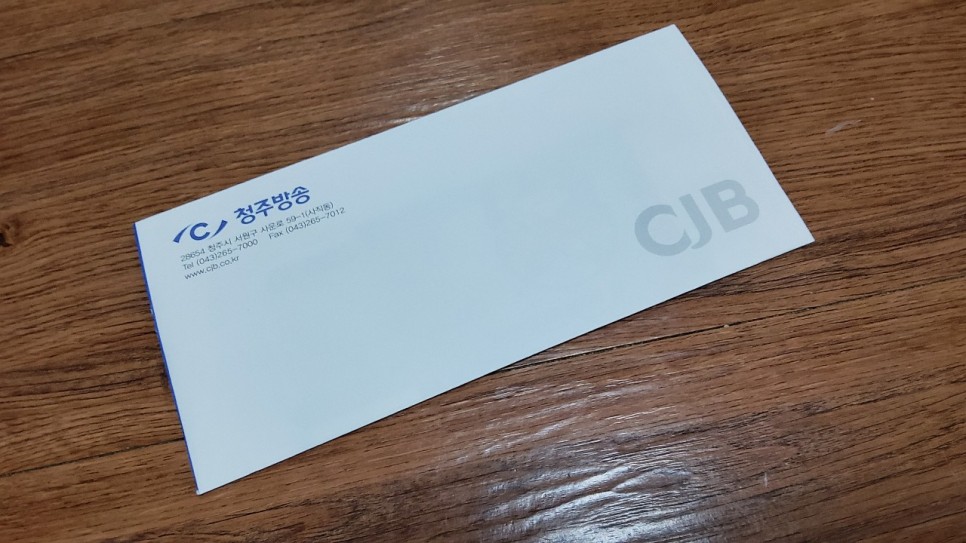 C 청주방송
28654 청주시 서원구 사운로 59-1(사직동)
Tel (043)265-7000 Fax (043)265-7012
www.cjb.co.kr
CJB